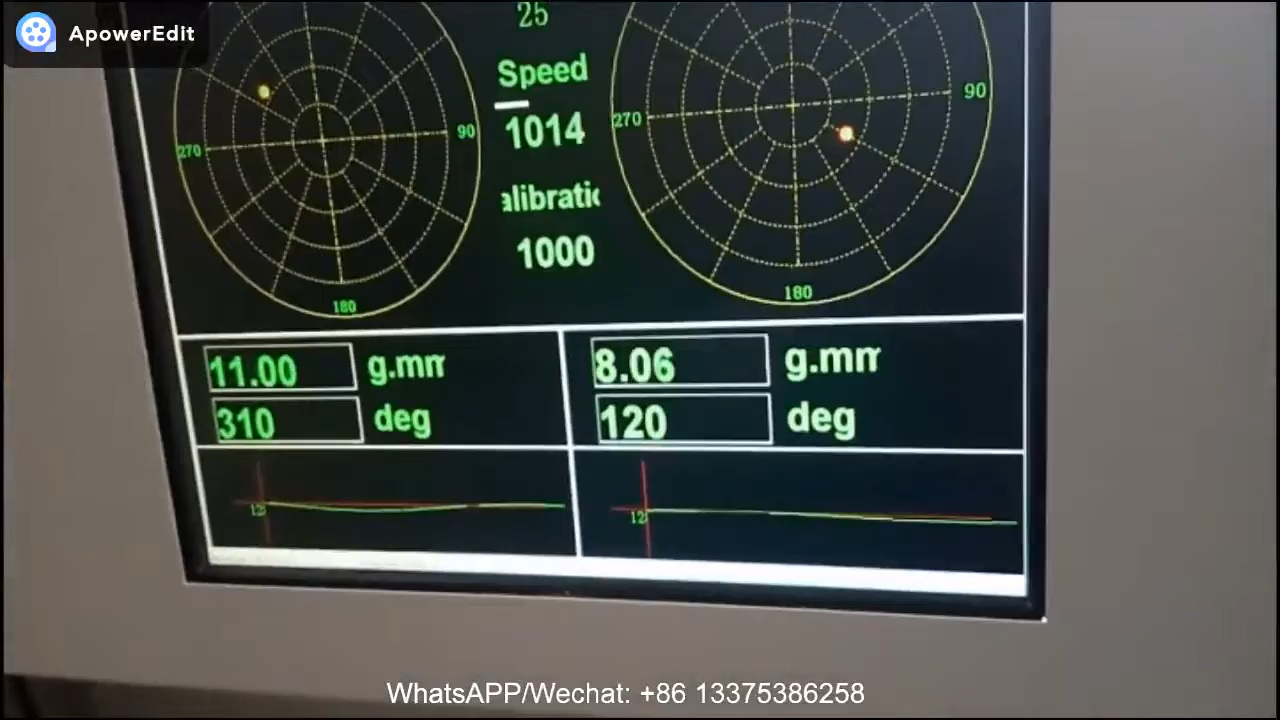 ApowerEdit
25
Speed
1014
alibratio
1000
270
90
180
270
90
180
11.00 g.mm
310 deg
8.06 g.mm
120 deg
12
12
WhatsAPP/Wechat: +86 13375386258